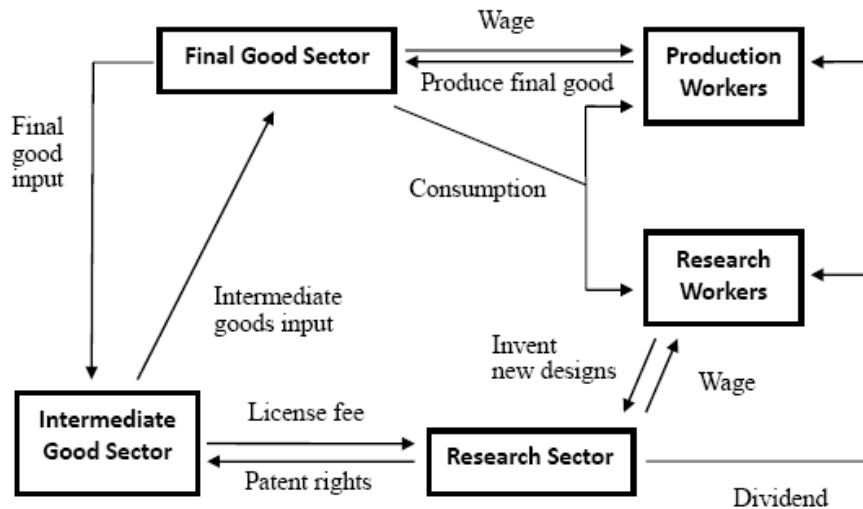 Wage
Final Good Sector
Production
Workers
Produce final good
Final
good
input
Consumption
Research
Workers
Intermediate
goods input
Invent
new designs
Wage
Intermediate
Good Sector
License fee
Research Sector
Patent rights
Dividend